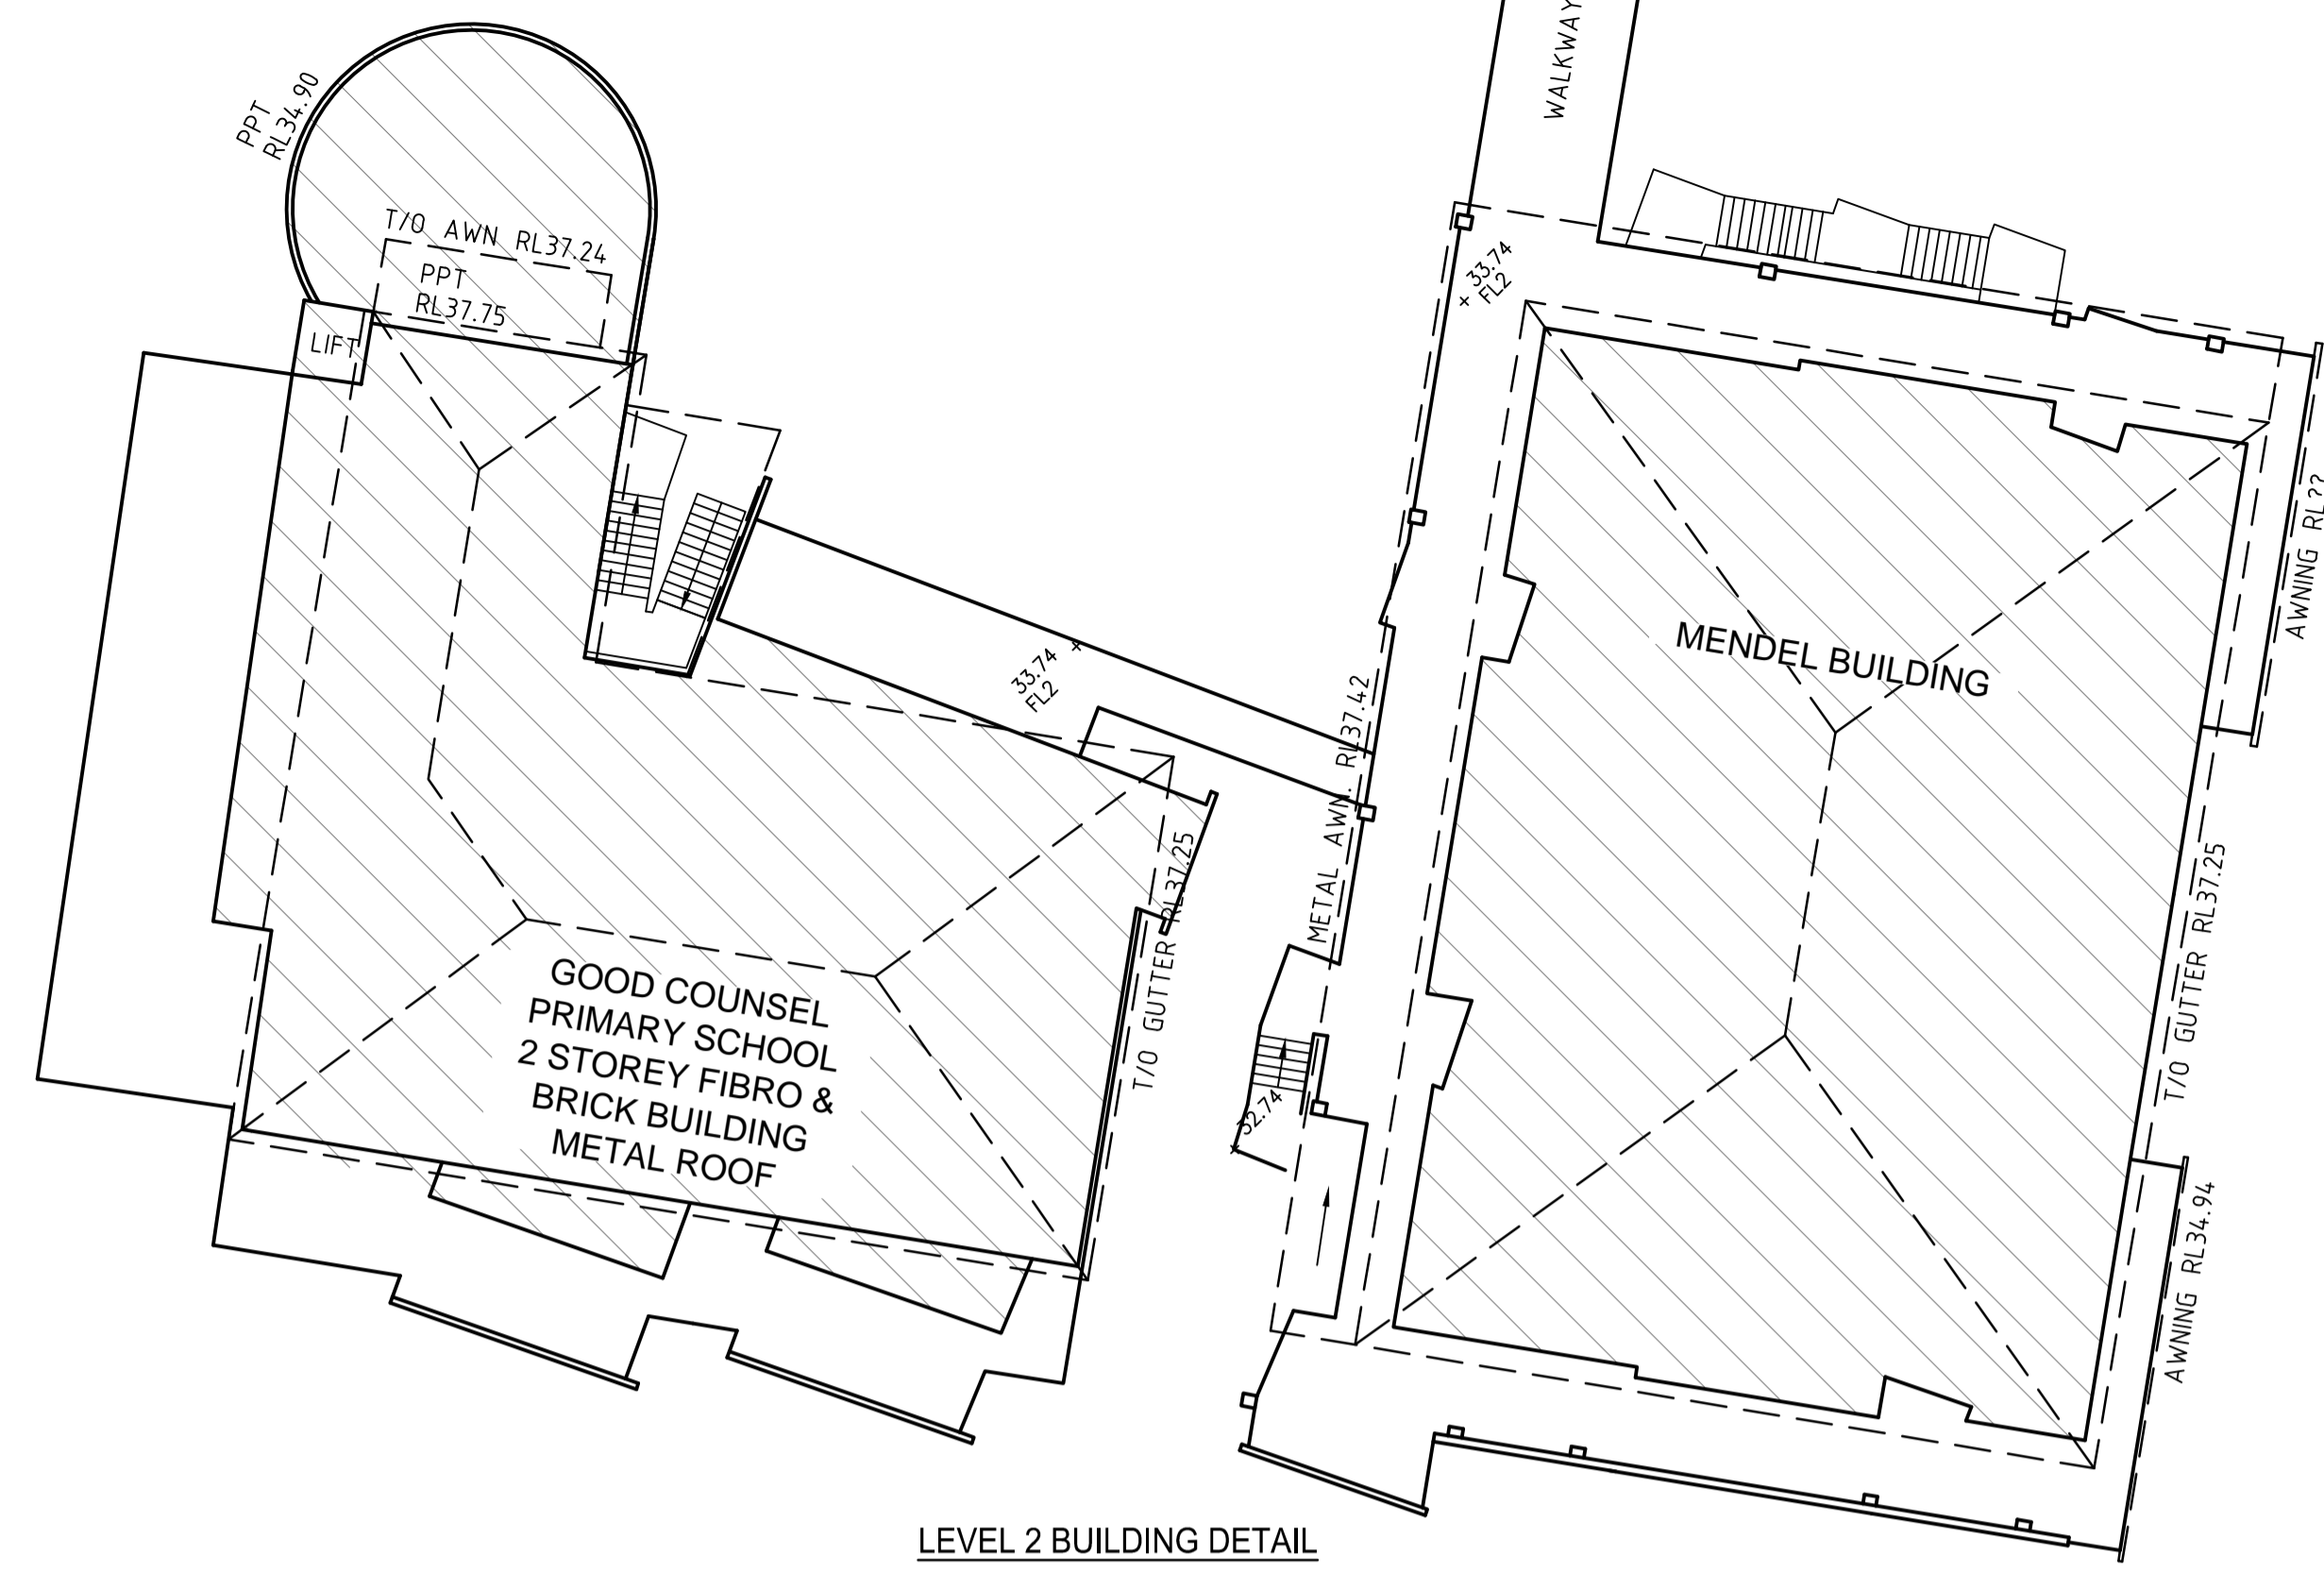 WALKWAY
PPT
RL34.90
T/O AWN RL37.24
PPT
RL37.75
LIFT
33.74
FL2
AWNING RL??
MENDEL BUILDING
33.74
FL2
METAL AWN. RL37.42
T/O GUTTER RL37.25
T/O GUTTER RL37.25
GOOD COUNSEL
PRIMARY SCHOOL
2 STOREY FIBRO &
BRICK BUILDING
METAL ROOF
32.74
AWNING RL34.94
LEVEL 2 BUILDING DETAIL